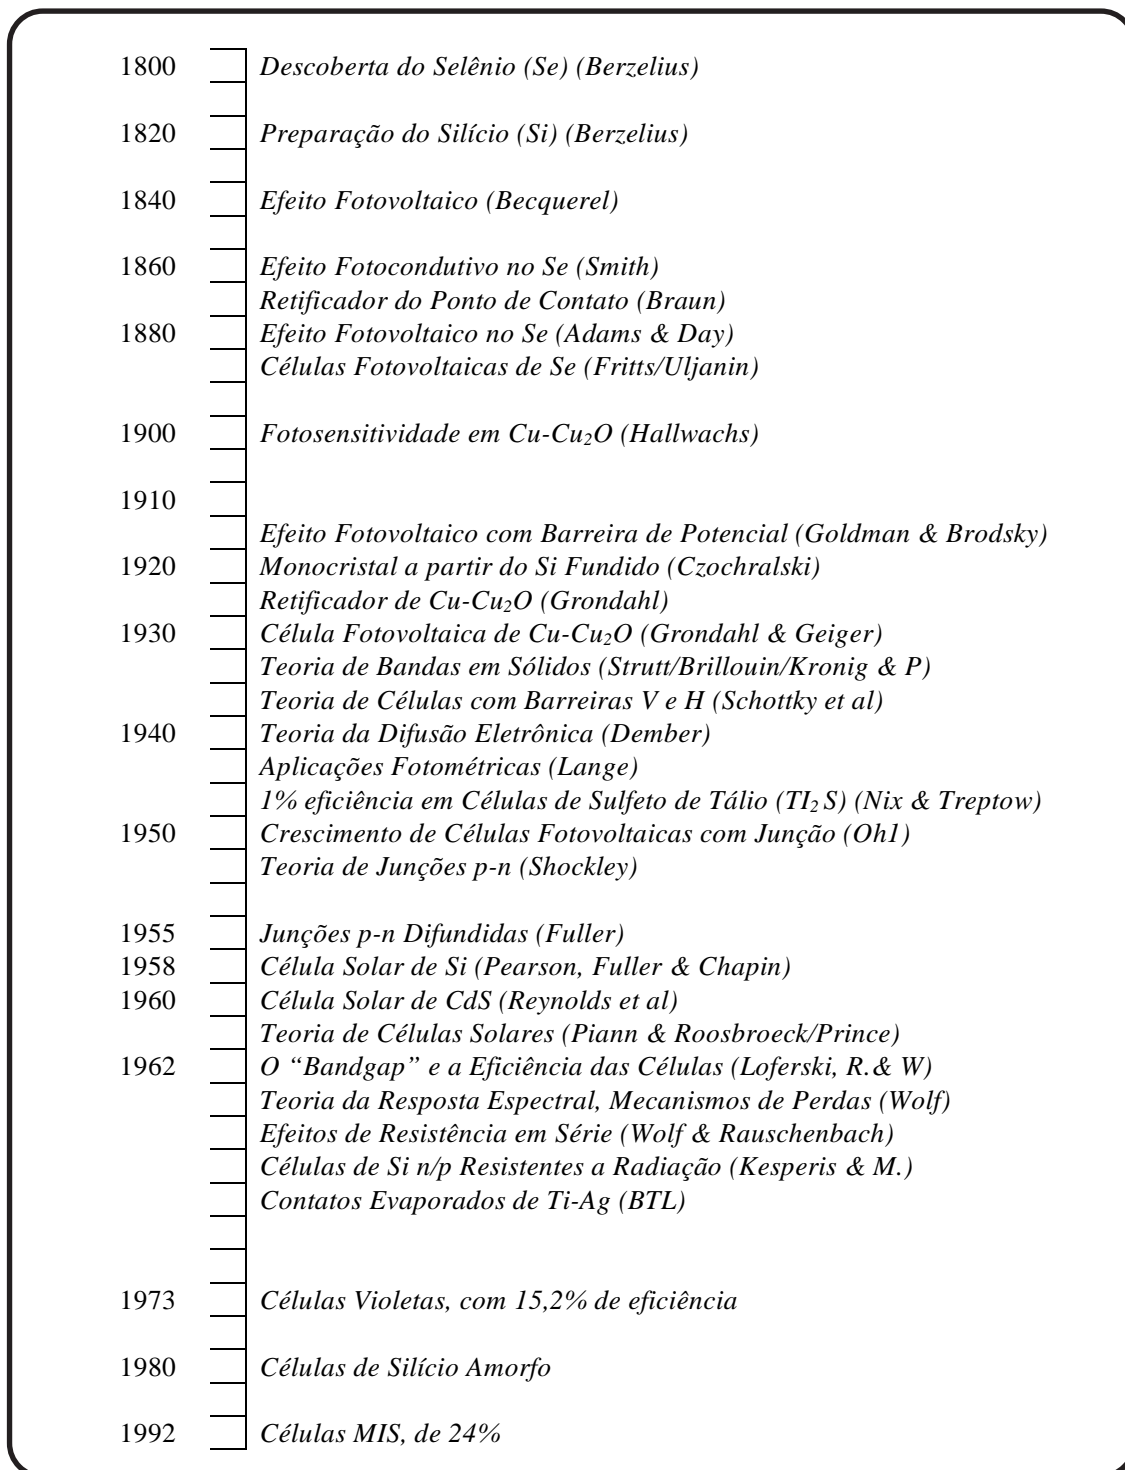 1800 Descoberta do Selênio (Se) (Berzelius)
1820 Preparação do Silício (Si) (Berzelius)
1840 Efeito Fotovoltaico (Becquerel)
1860 Efeito Fotocondutivo no Se (Smith)
Retificador do Ponto de Contato (Braun)
1880 Efeito Fotovoltaico no Se (Adams & Day)
Células Fotovoltaicas de Se (Fritts/Uljanin)
1900 Fotosensitividade em Cu-Cu₂O (Hallwachs)
1910
Efeito Fotovoltaico com Barreira de Potencial (Goldman & Brodsky)
1920 Monocristal a partir do Si Fundido (Czochralski)
Retificador de Cu-Cu₂O (Grondahl)
1930 Célula Fotovoltaica de Cu-Cu₂O (Grondahl & Geiger)
Teoria de Bandas em Sólidos (Strutt/Brillouin/Kronig & P)
Teoria de Células com Barreiras V e H (Schottky et al)
1940 Teoria da Difusão Eletrônica (Dember)
Aplicações Fotométricas (Lange)
1% eficiência em Células de Sulfeto de Tálio (TI₂ S) (Nix & Treptow)
1950 Crescimento de Células Fotovoltaicas com Junção (Oh1)
Teoria de Junções p-n (Shockley)
1955 Junções p-n Difundidas (Fuller)
1958 Célula Solar de Si (Pearson, Fuller & Chapin)
1960 Célula Solar de CdS (Reynolds et al)
Teoria de Células Solares (Piann & Roosbroeck/Prince)
1962 O “Bandgap” e a Eficiência das Células (Loferski, R.& W)
Teoria da Resposta Espectral, Mecanismos de Perdas (Wolf)
Efeitos de Resistência em Série (Wolf & Rauschenbach)
Células de Si n/p Resistentes a Radiação (Kesperis & M.)
Contatos Evaporados de Ti-Ag (BTL)
1973 Células Violetas, com 15,2% de eficiência
1980 Células de Silício Amorfo
1992 Células MIS, de 24%